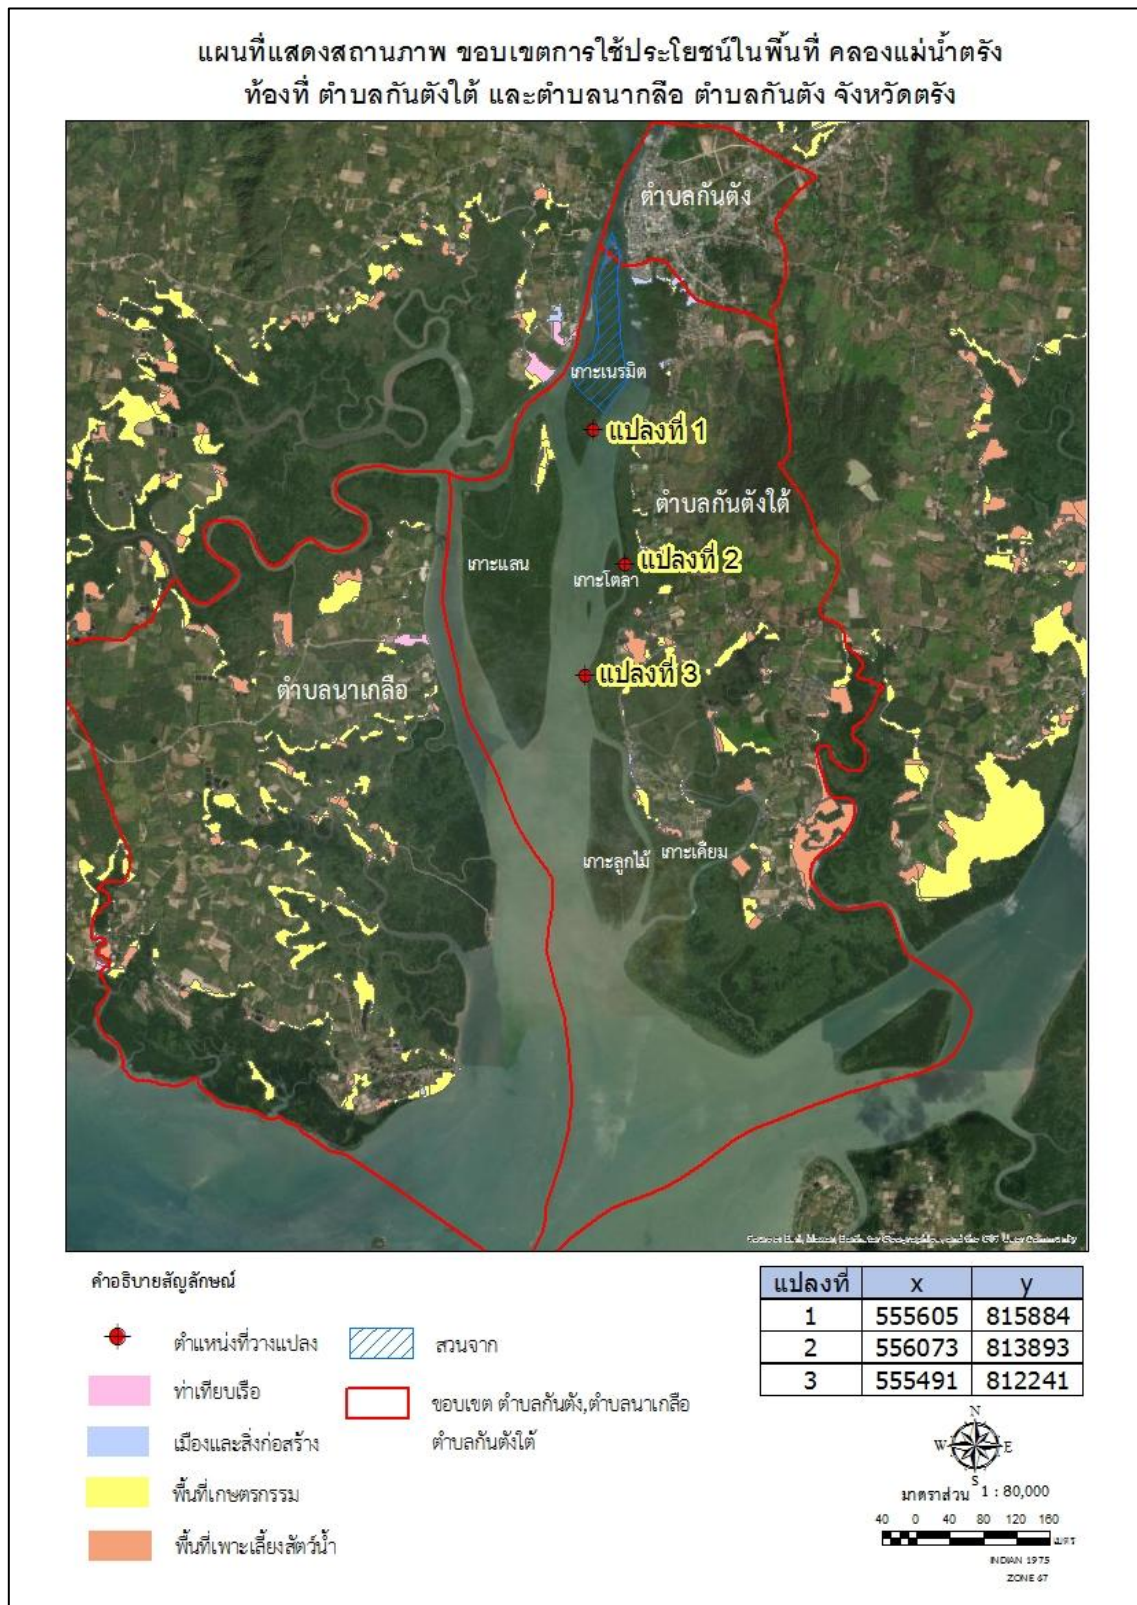 แผนที่แสดงสถานภาพ ขอบเขตการใช้ประโยชน์ในพื้นที่ คลองแม่น้ำตรัง
ท้องที่ ตำบลกันตังใต้ และตำบลนากลือ ตำบลกันตัง จังหวัดตรัง
ตำบลกันตัง
เกาะเนรมิต
แปลงที่ 1
ตำบลกันตังใต้
เกาะแลน
แปลงที่ 2
เกาะโตลา
แปลงที่ 3
ตำบลนาเกลือ
เกาะลูกไม้
เกาะเคียม
and the GIS User Community
คำอธิบายสัญลักษณ์
ตำแหน่งที่วางแปลง
สวนจาก
ท่าเทียบเรือ
ขอบเขต ตำบลกันตัง,ตำบลนาเกลือ
ตำบลกันตังใต้
เมืองและสิ่งก่อสร้าง
พื้นที่เกษตรกรรม
พื้นที่เพาะเลี้ยงสัตว์น้ำ
แปลงที่ x y
1 555605 815884
2 556073 813893
3 555491 812241
N
W E
S
มาตราส่วน 1 : 80,000
40 0 40 80 120 160
เมตร
INDIAN 1975
ZONE 47